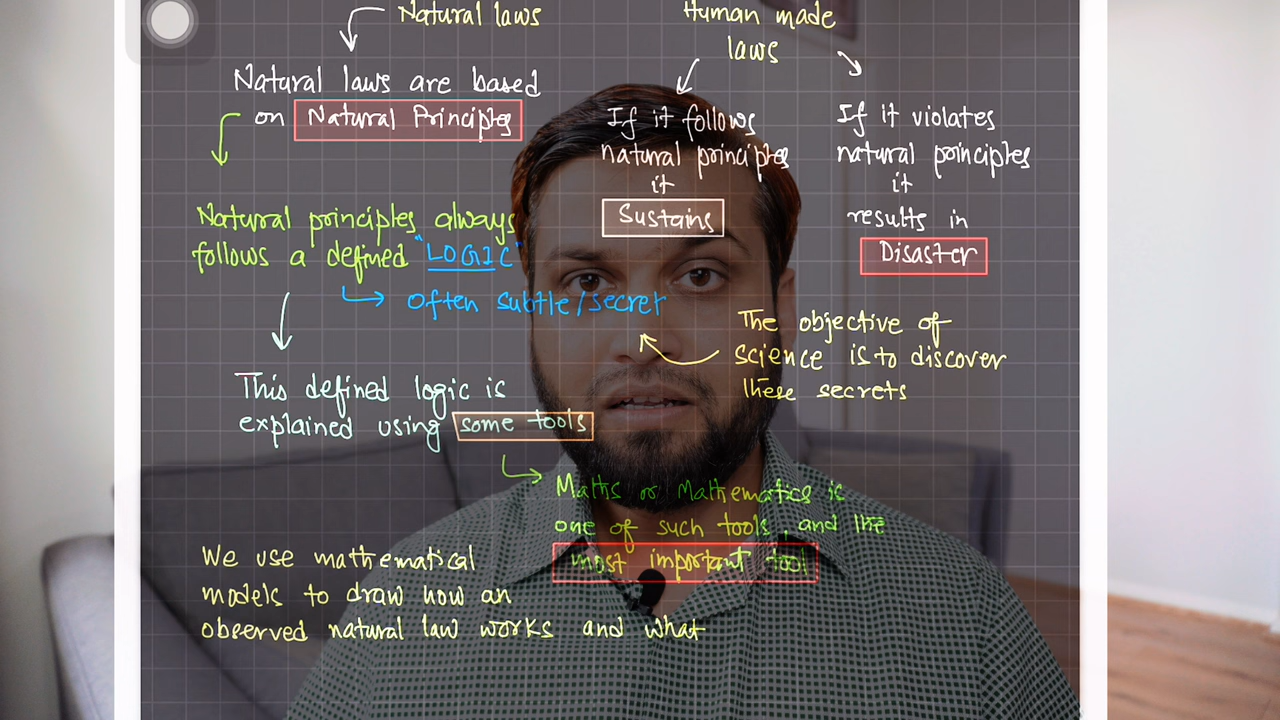 Natural laws
Natural laws are based
on Natural Principles
Natural principles always
follows a defined "LOGIC"
Often subtle/secret
This defined logic is
explained using some tools
Maths or Mathematics is
one of such tools, and the
most important tool
We use mathematical
models to draw how an
observed natural law works and what
Human made
laws
If it follows
natural principles
it
Sustains
If it violates
natural principles
it
results in
Disaster
The objective of
science is to discover
these secrets